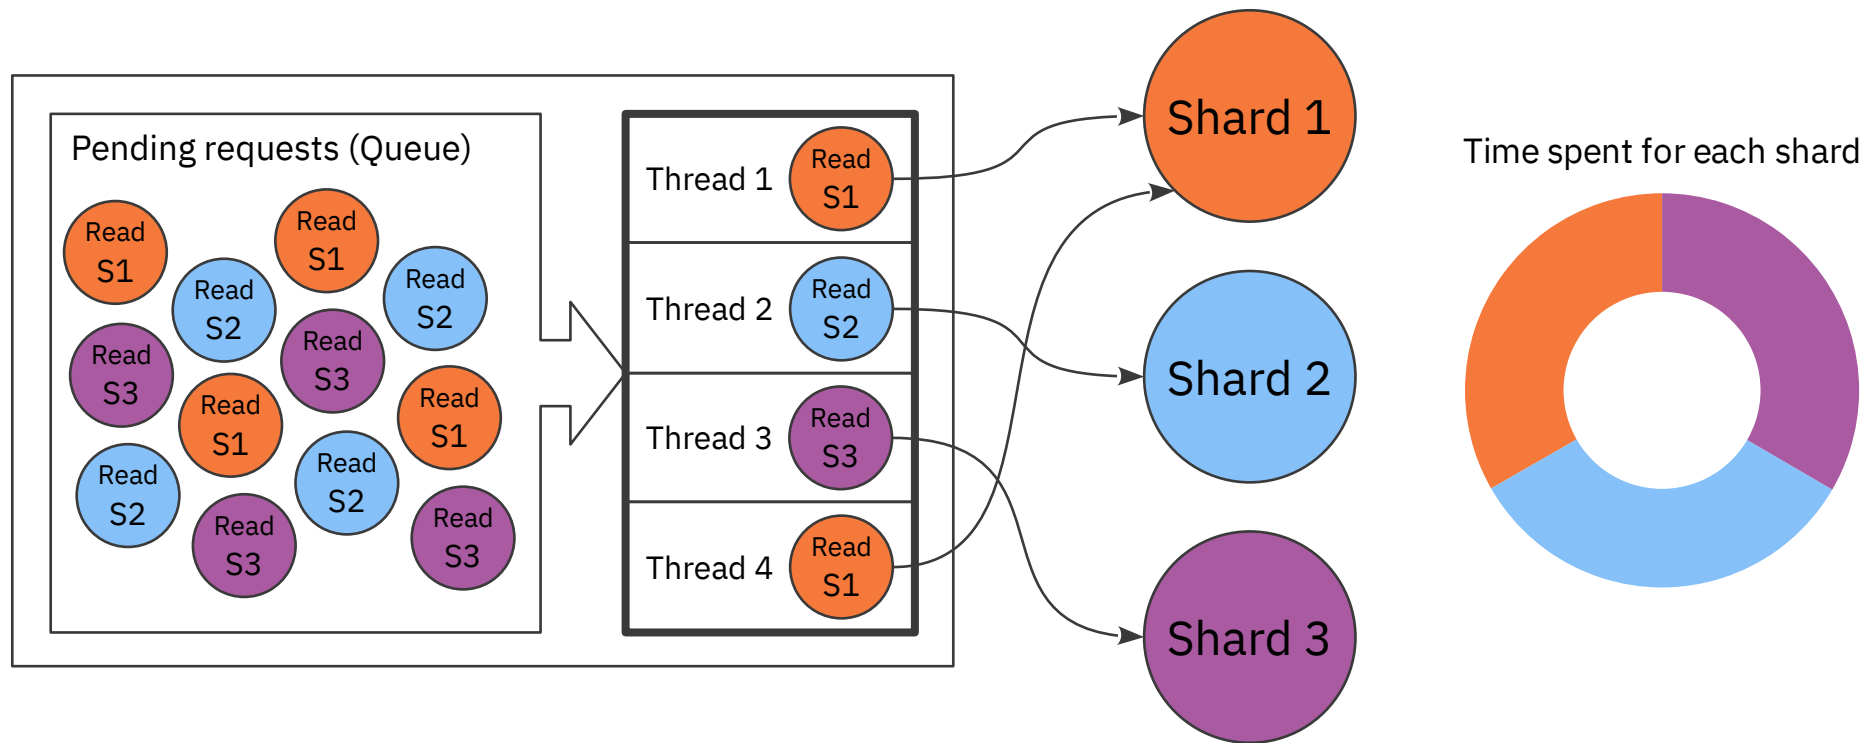 Pending requests (Queue)
Read
S1
Read
S1
Read
S2
Read
S2
Read
S3
Read
S3
Read
S1
Read
S1
Read
S2
Read
S2
Read
S3
Read
S3
Thread 1
Read
S1
Thread 2
Read
S2
Thread 3
Read
S3
Thread 4
Read
S1
Shard 1
Shard 2
Shard 3
Time spent for each shard